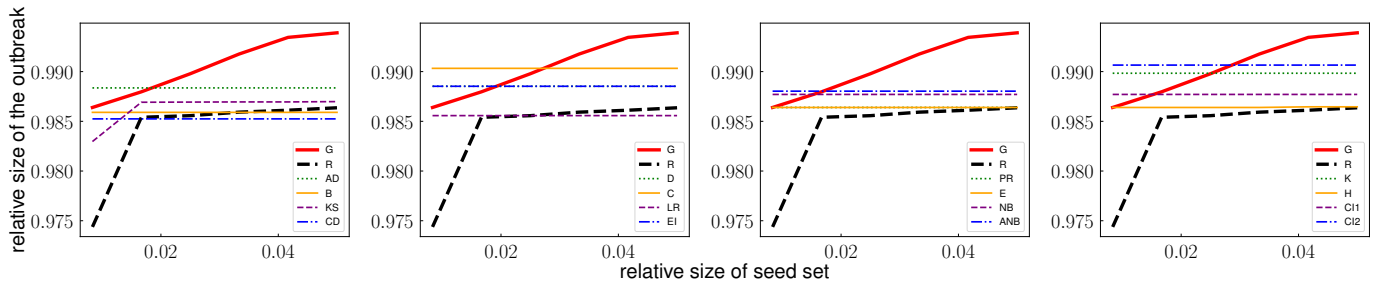 relative size of the outbreak
0.990
0.985
0.980
0.975
0.02
0.04
G
R
AD
B
KS
CD
0.990
0.985
0.980
0.975
0.02
0.04
G
R
D
C
LR
EI
0.990
0.985
0.980
0.975
0.02
0.04
G
R
PR
E
NB
ANB
0.990
0.985
0.980
0.975
0.02
0.04
G
R
K
H
CI1
CI2
relative size of seed set